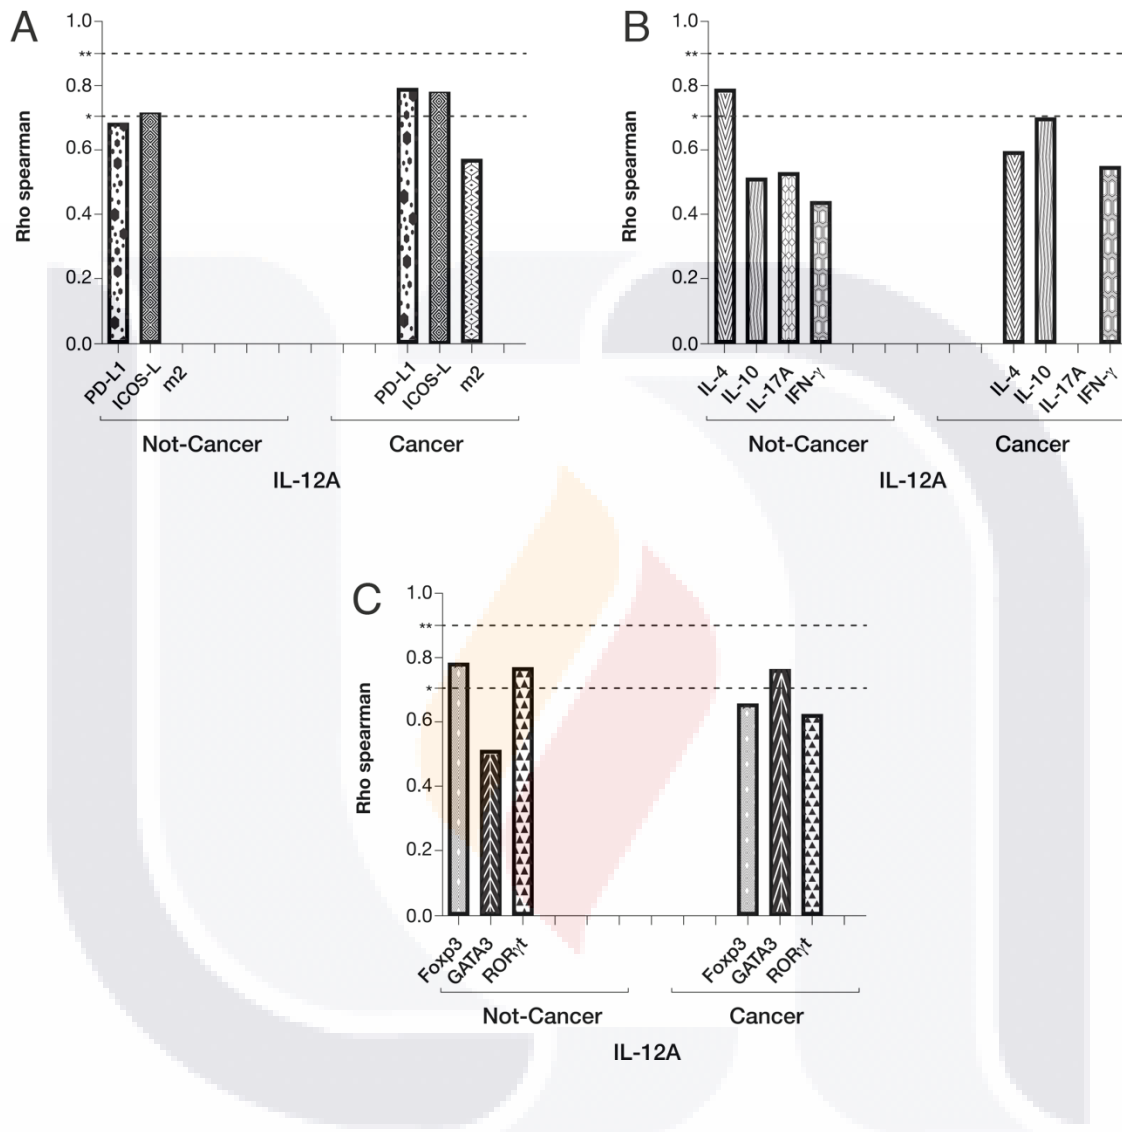 A
1.0
**
0.8
*
0.6
0.4
0.2
0.0
Rho spearman
PD-L1
ICOS-L
m2
PD-L1
ICOS-L
m2
Not-Cancer
Cancer
IL-12A
B
1.0
**
0.8
*
0.6
0.4
0.2
0.0
Rho spearman
IL-4
IL-10
IL-17A
IFN-γ
IL-4
IL-10
IL-17A
IFN-γ
Not-Cancer
Cancer
IL-12A
C
1.0
**
0.8
*
0.6
0.4
0.2
0.0
Rho spearman
Foxp3
GATA3
RORγt
Foxp3
GATA3
RORγt
Not-Cancer
Cancer
IL-12A